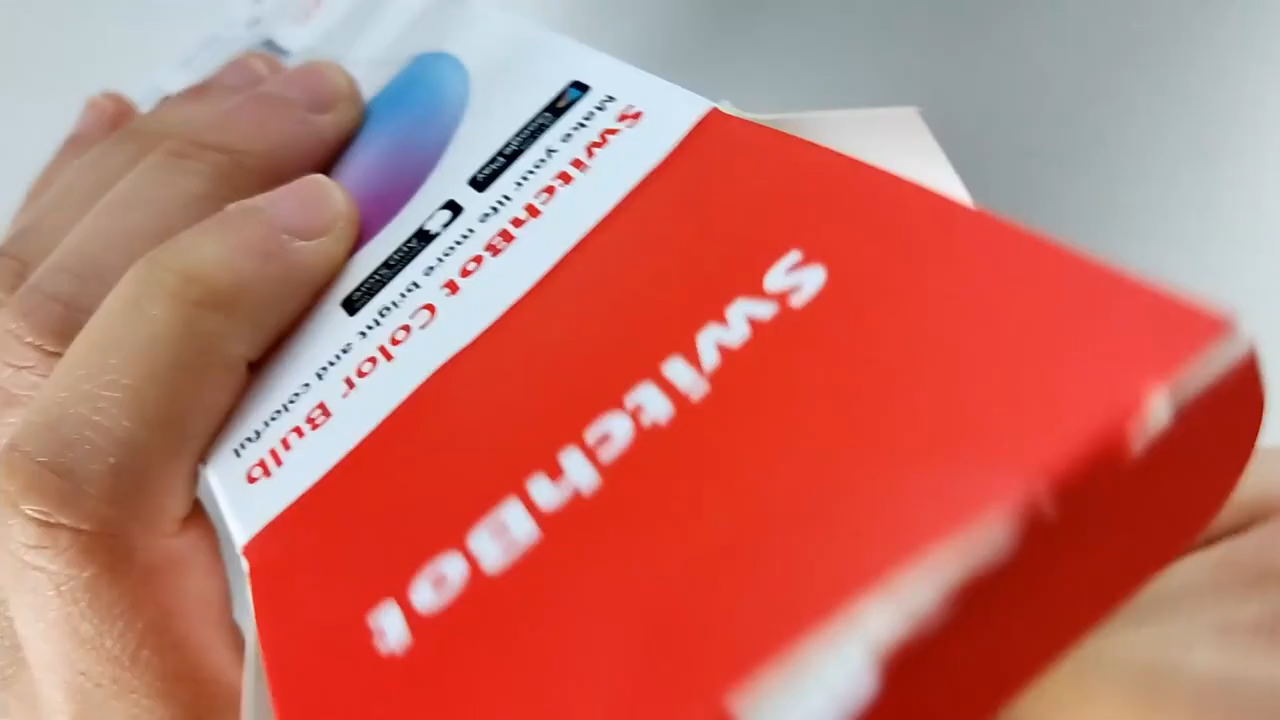 SwitchBot Color Bulb
Make your life more bright and colorful
Google Play
App Store
SwitchBot